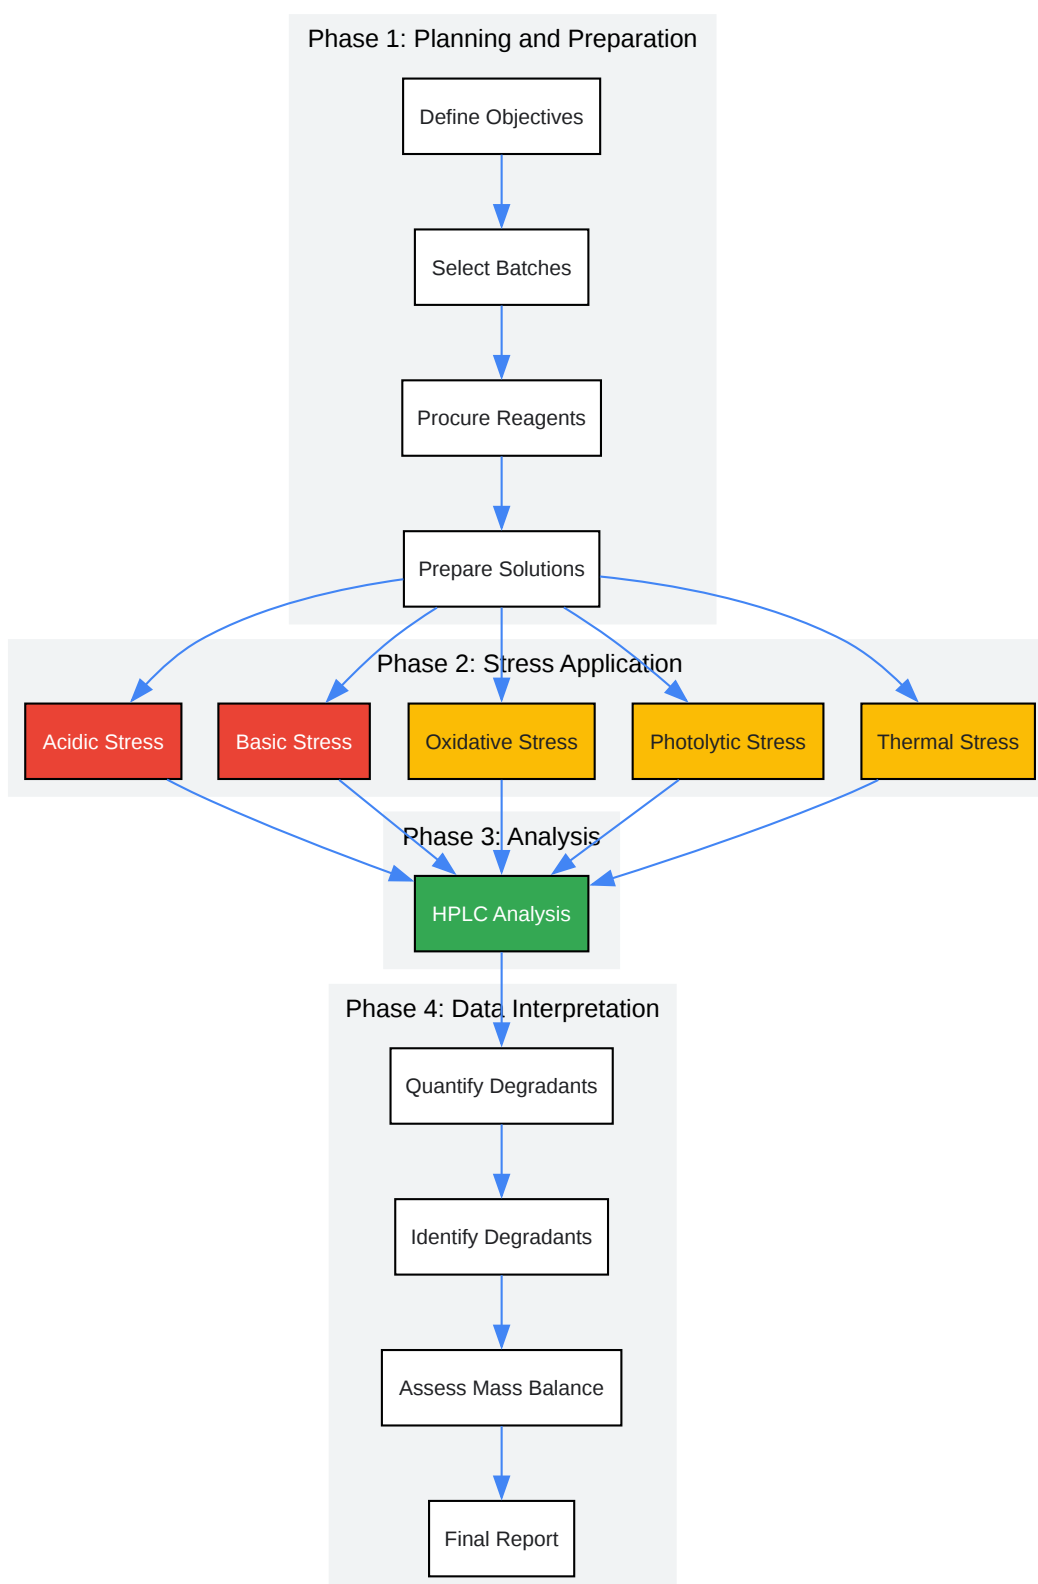 Phase 1: Planning and Preparation
Define Objectives
Select Batches
Procure Reagents
Prepare Solutions
Phase 2: Stress Application
Acidic Stress
Basic Stress
Oxidative Stress
Photolytic Stress
Thermal Stress
Phase 3: Analysis
HPLC Analysis
Phase 4: Data Interpretation
Quantify Degradants
Identify Degradants
Assess Mass Balance
Final Report